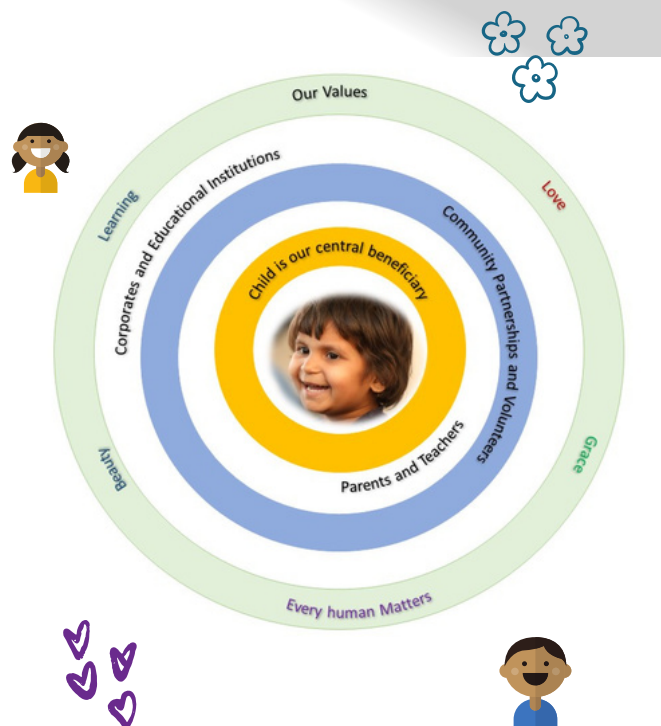 Our Values
Love
Grace
Every human Matters
Beauty
Learning
Corporates and Educational Institutions
Community Partnerships and Volunteers
Parents and Teachers
Child is our central beneficiary